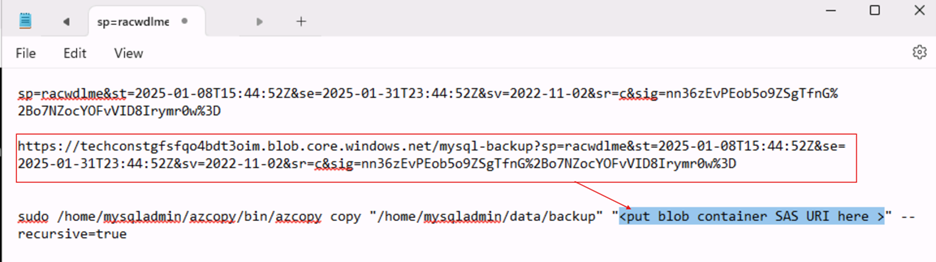 sp=racwdlme
File Edit View
sp=racwdlme&st=2025-01-08T15:44:52Z&se=2025-01-31T23:44:52Z&sv=2022-11-02&sr=c&sig=nn36zEvPEob5o9ZSgTfnG%
2Bo7NZocYOFvVID8Irymr0w%3D
https://techconstgfsfqo4bdt3oim.blob.core.windows.net/mysql-backup?sp=racwdlme&st=2025-01-08T15:44:52Z&se=
2025-01-31T23:44:52Z&sv=2022-11-02&sr=c&sig=nn36zEvPEob5o9ZSgTfnG%2Bo7NZocYOFvVID8Irymr0w%3D
sudo /home/mysqladmin/azcopy/bin/azcopy copy "/home/mysqladmin/data/backup" "<put blob container SAS URI here >" --
recursive=true